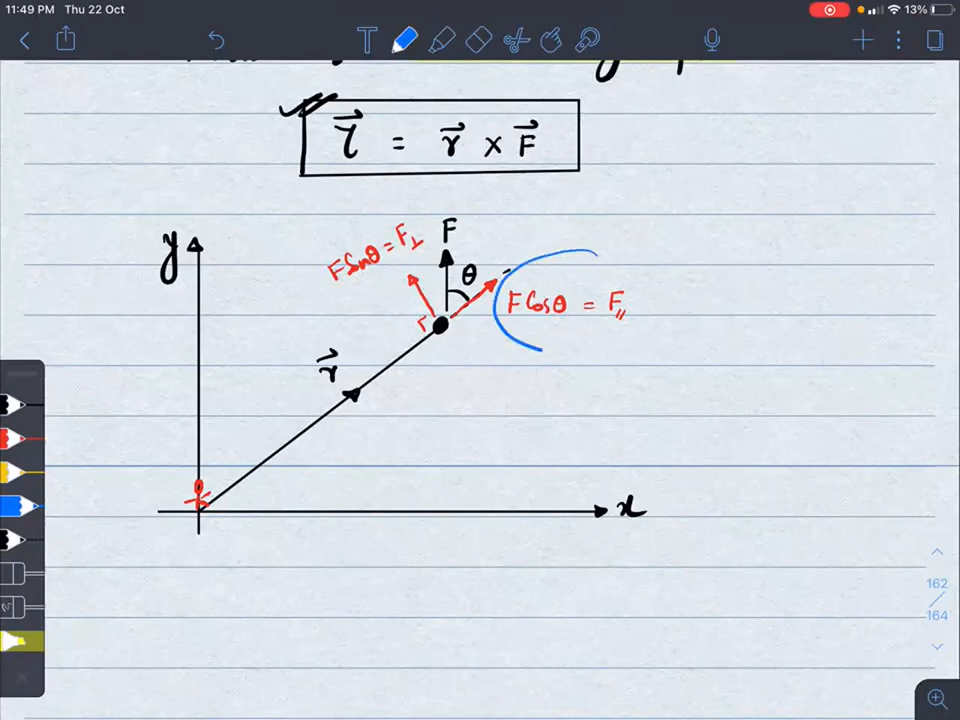 11:49 PM Thu 22 Oct
13%
T
τ⃗ = r⃗ × F⃗
y
F
F Sinθ = F⊥
θ
F Cosθ = F∥
r⃗
x
162
164